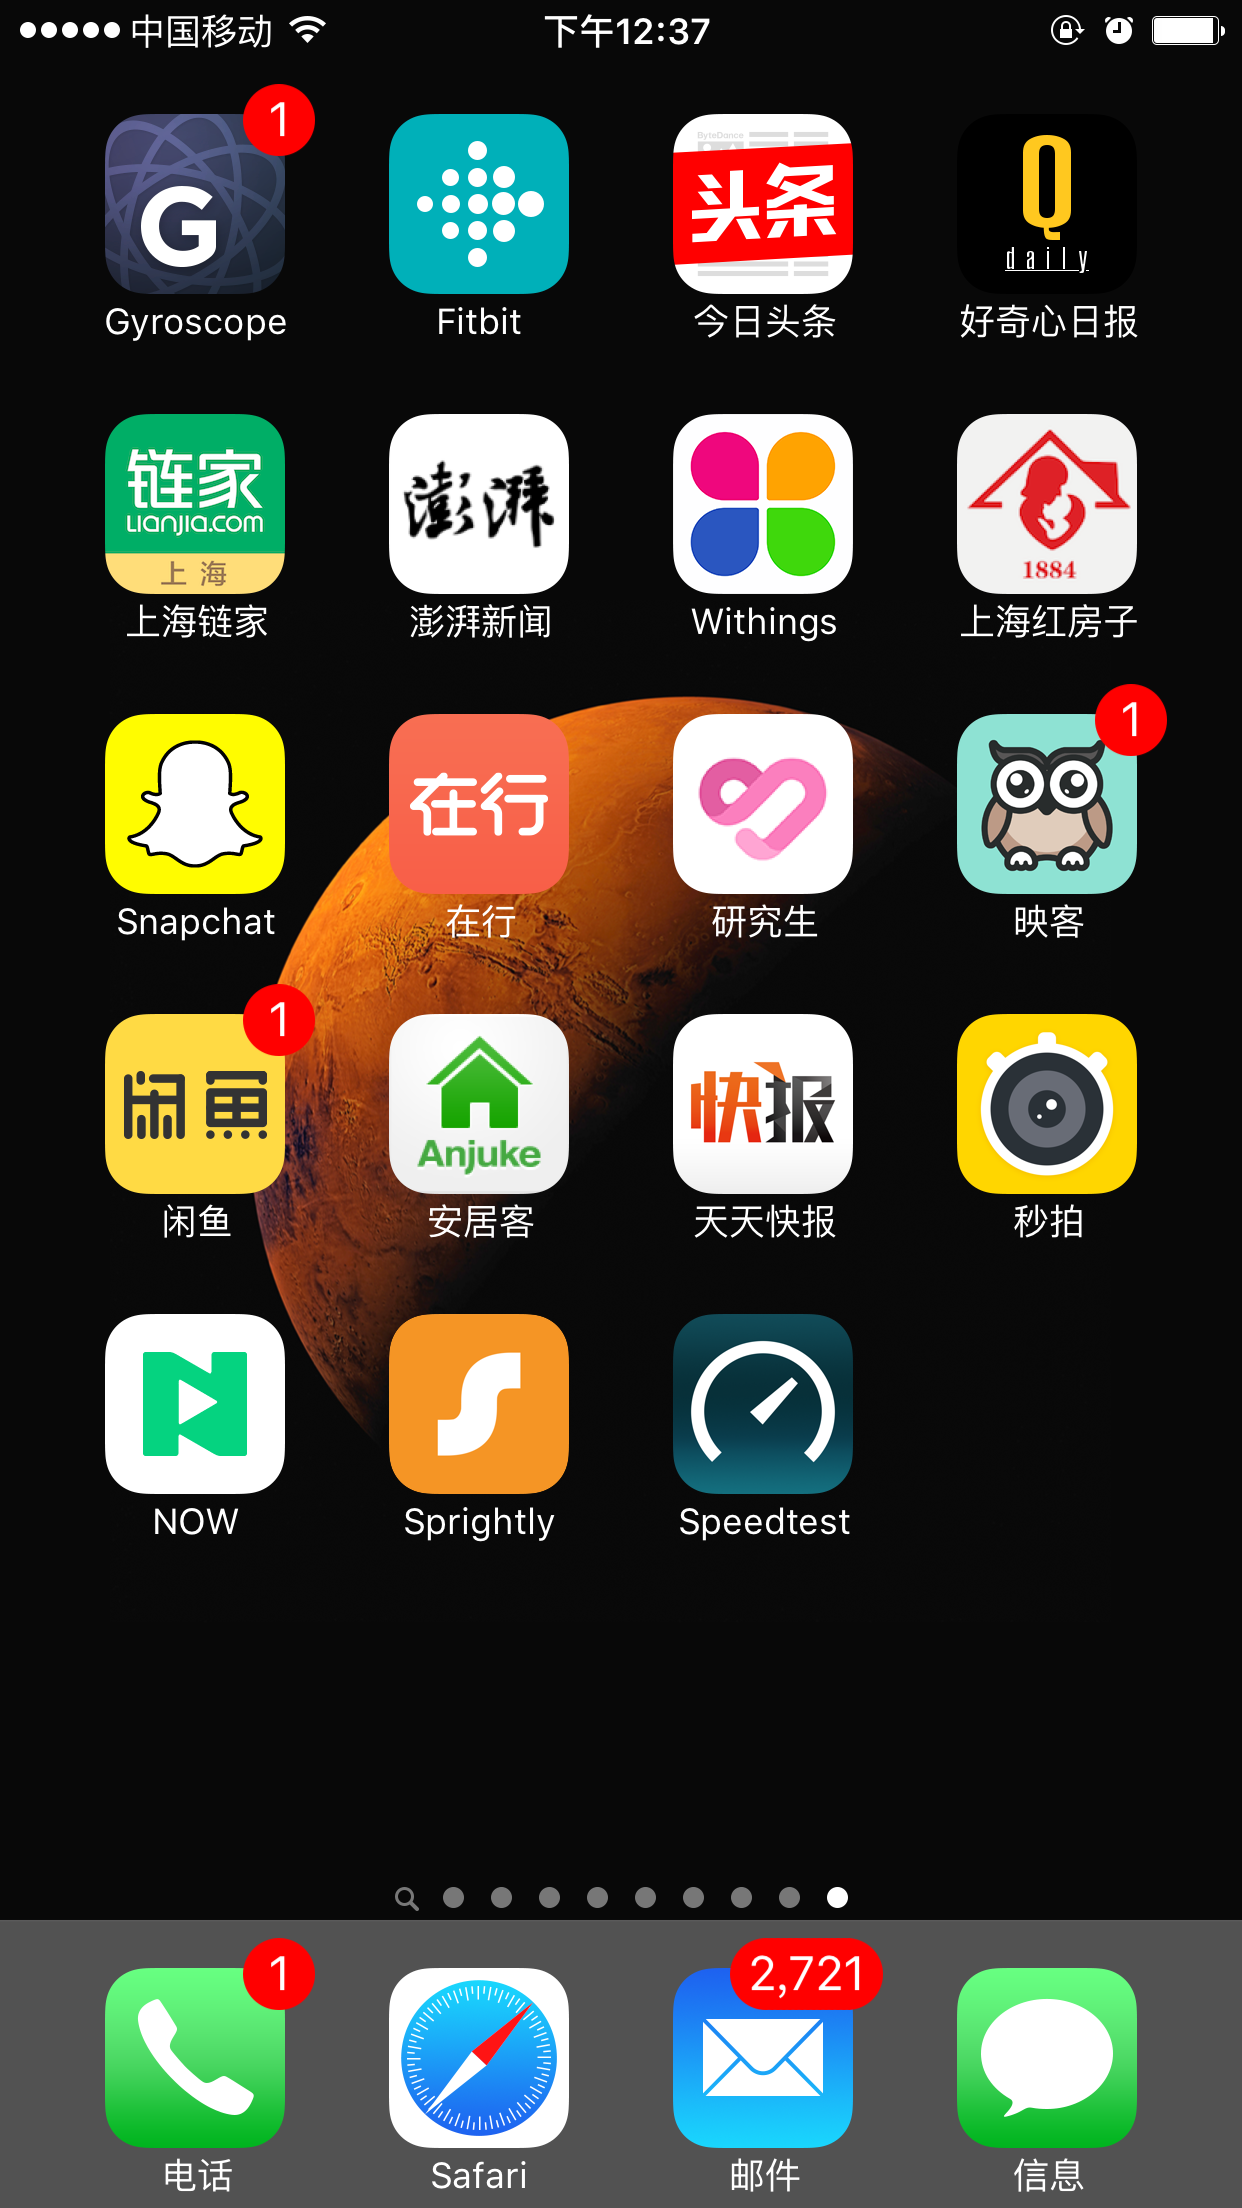 中国移动 下午12:37
1
G
ByteDance
头条
Q
daily
Gyroscope Fitbit 今日头条 好奇心日报
链家
LIANJIA.COM
上海
澎湃
1884
上海链家 澎湃新闻 Withings 上海红房子
在行
1
Snapchat 在行 研究生 映客
1
闲鱼
Anjuke
快报
闲鱼 安居客 天天快报 秒拍
NOW Sprightly Speedtest
1 2,721
电话 Safari 邮件 信息